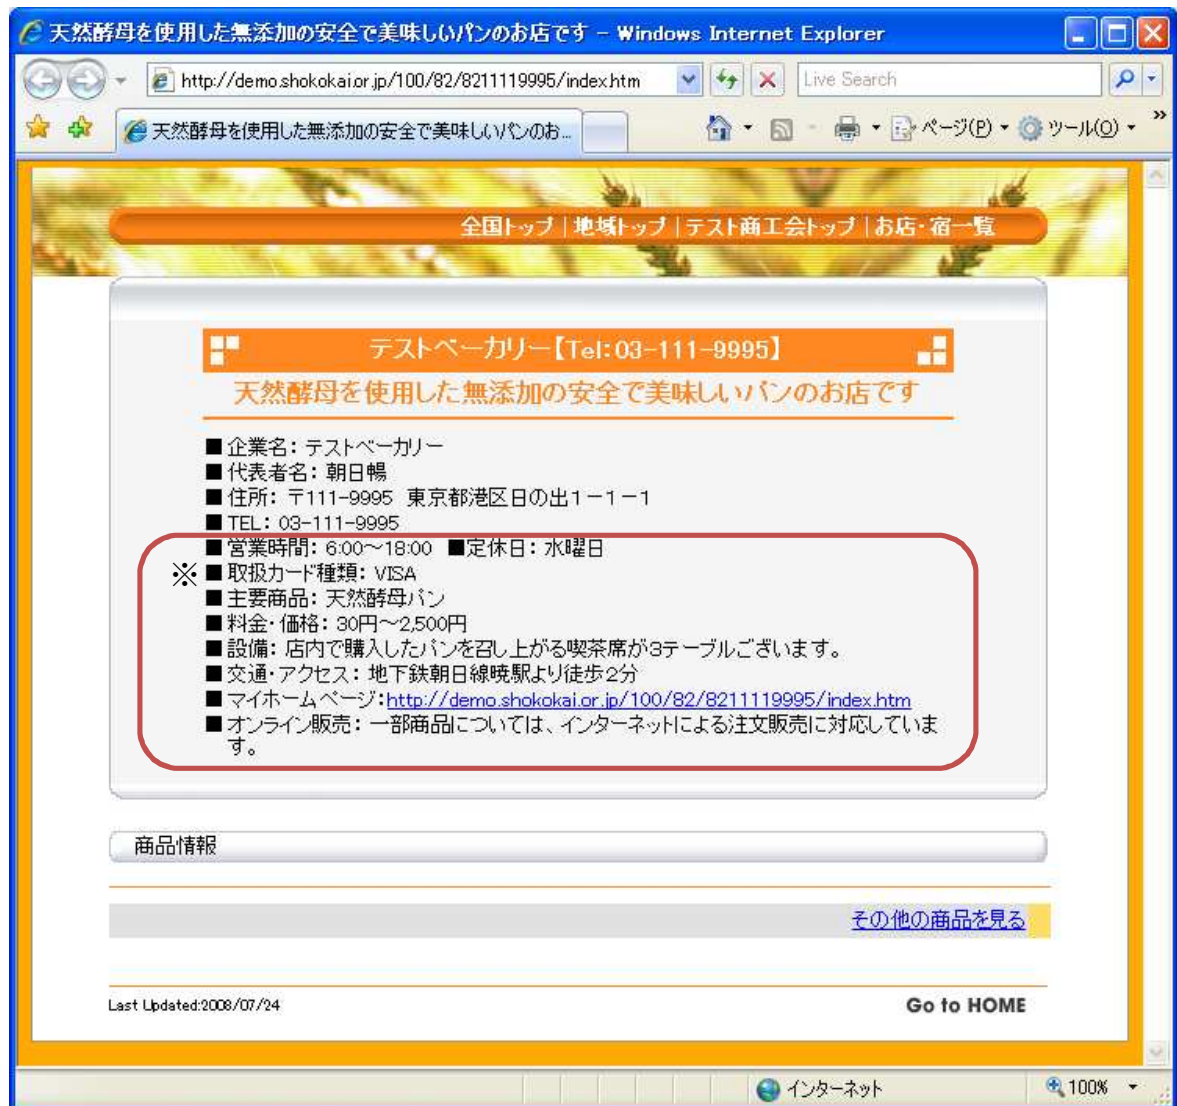 天然酵母を使用した無添加の安全で美味しいパンのお店です - Windows Internet Explorer
http://demo.shokokai.or.jp/100/82/8211119995/index.htm
Live Search
天然酵母を使用した無添加の安全で美味しいパンのお...
ページ(P)
ツール(O)
全国トップ | 地域トップ | テスト商工会トップ | お店・宿一覧
テストベーカリー【Tel:03-111-9995】
天然酵母を使用した無添加の安全で美味しいパンのお店です
■企業名：テストベーカリー
■代表者名：朝日暢
■住所：〒111-9995 東京都港区日の出1－1－1
■TEL：03-111-9995
■営業時間：6:00～18:00 ■定休日：水曜日
※■取扱カード種類：VISA
■主要商品：天然酵母パン
■料金・価格：30円～2,500円
■設備：店内で購入したパンを召し上がる喫茶席が3テーブルございます。
■交通・アクセス：地下鉄朝日線暁駅より徒歩2分
■マイホームページ:http://demo.shokokai.or.jp/100/82/8211119995/index.htm
■オンライン販売：一部商品については、インターネットによる注文販売に対応していま
す。
商品情報
その他の商品を見る
Last Updated:2008/07/24
Go to HOME
インターネット
100%